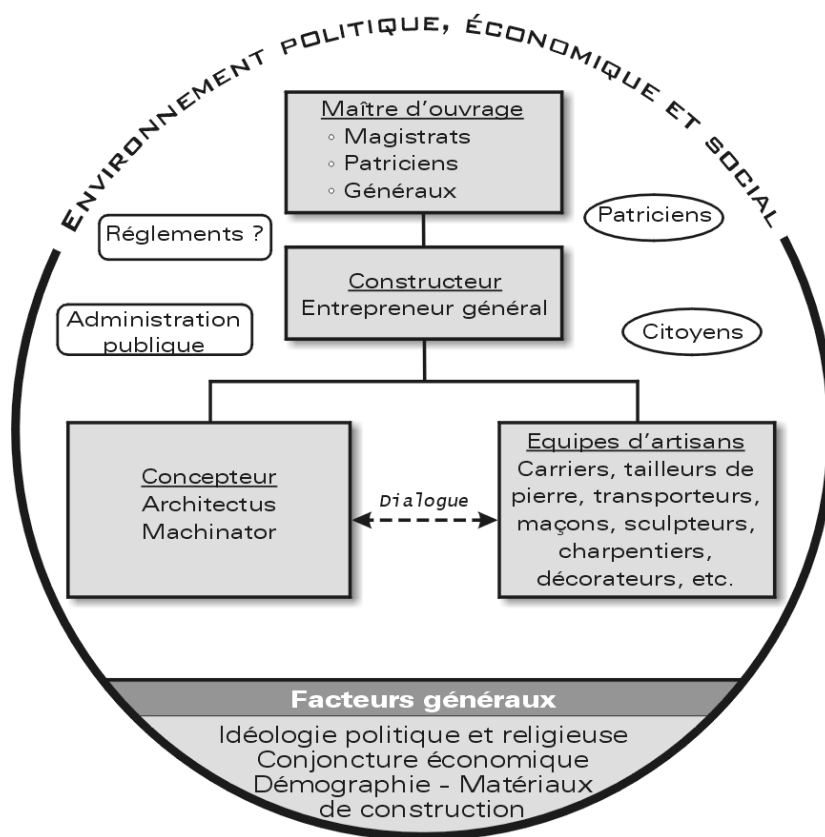 ENVIRONNEMENT POLITIQUE, ÉCONOMIQUE ET SOCIAL
Maître d'ouvrage
◦ Magistrats
◦ Patriciens
◦ Généraux
Réglements ?
Patriciens
Constructeur
Entrepreneur général
Administration
publique
Citoyens
Concepteur
Architectus
Machinator
Dialogue
Equipes d'artisans
Carriers, tailleurs de
pierre, transporteurs,
maçons, sculpteurs,
charpentiers,
décorateurs, etc.
Facteurs généraux
Idéologie politique et religieuse
Conjoncture économique
Démographie - Matériaux
de construction